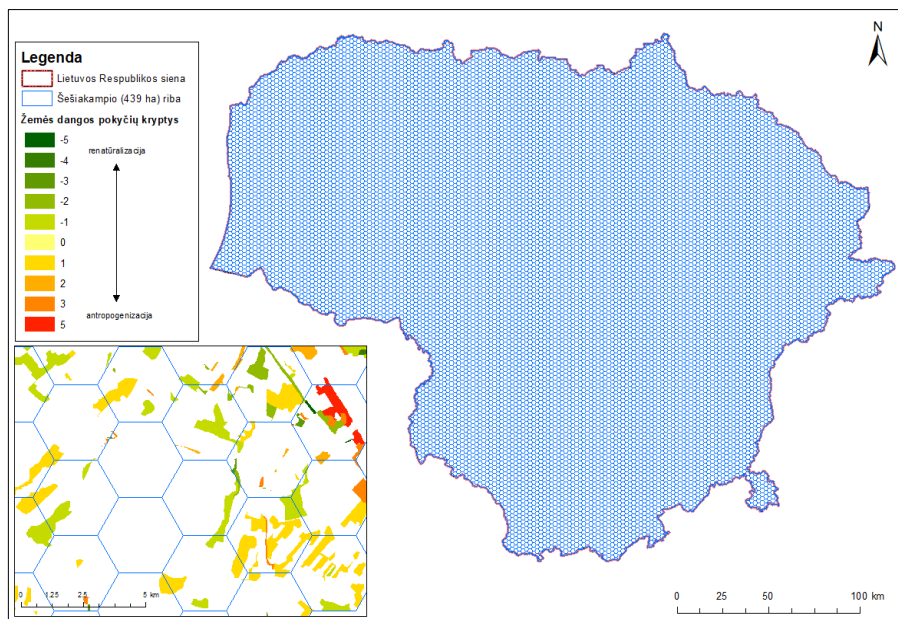 N
Legenda
Lietuvos Respublikos siena
Šešiakampio (439 ha) riba
Žemės dangos pokyčių kryptys
-5
renatūralizacija
-4
-3
-2
-1
0
1
2
3
antropogenizacija
5
0 1.25 2.5 5 km
0 25 50 100 km